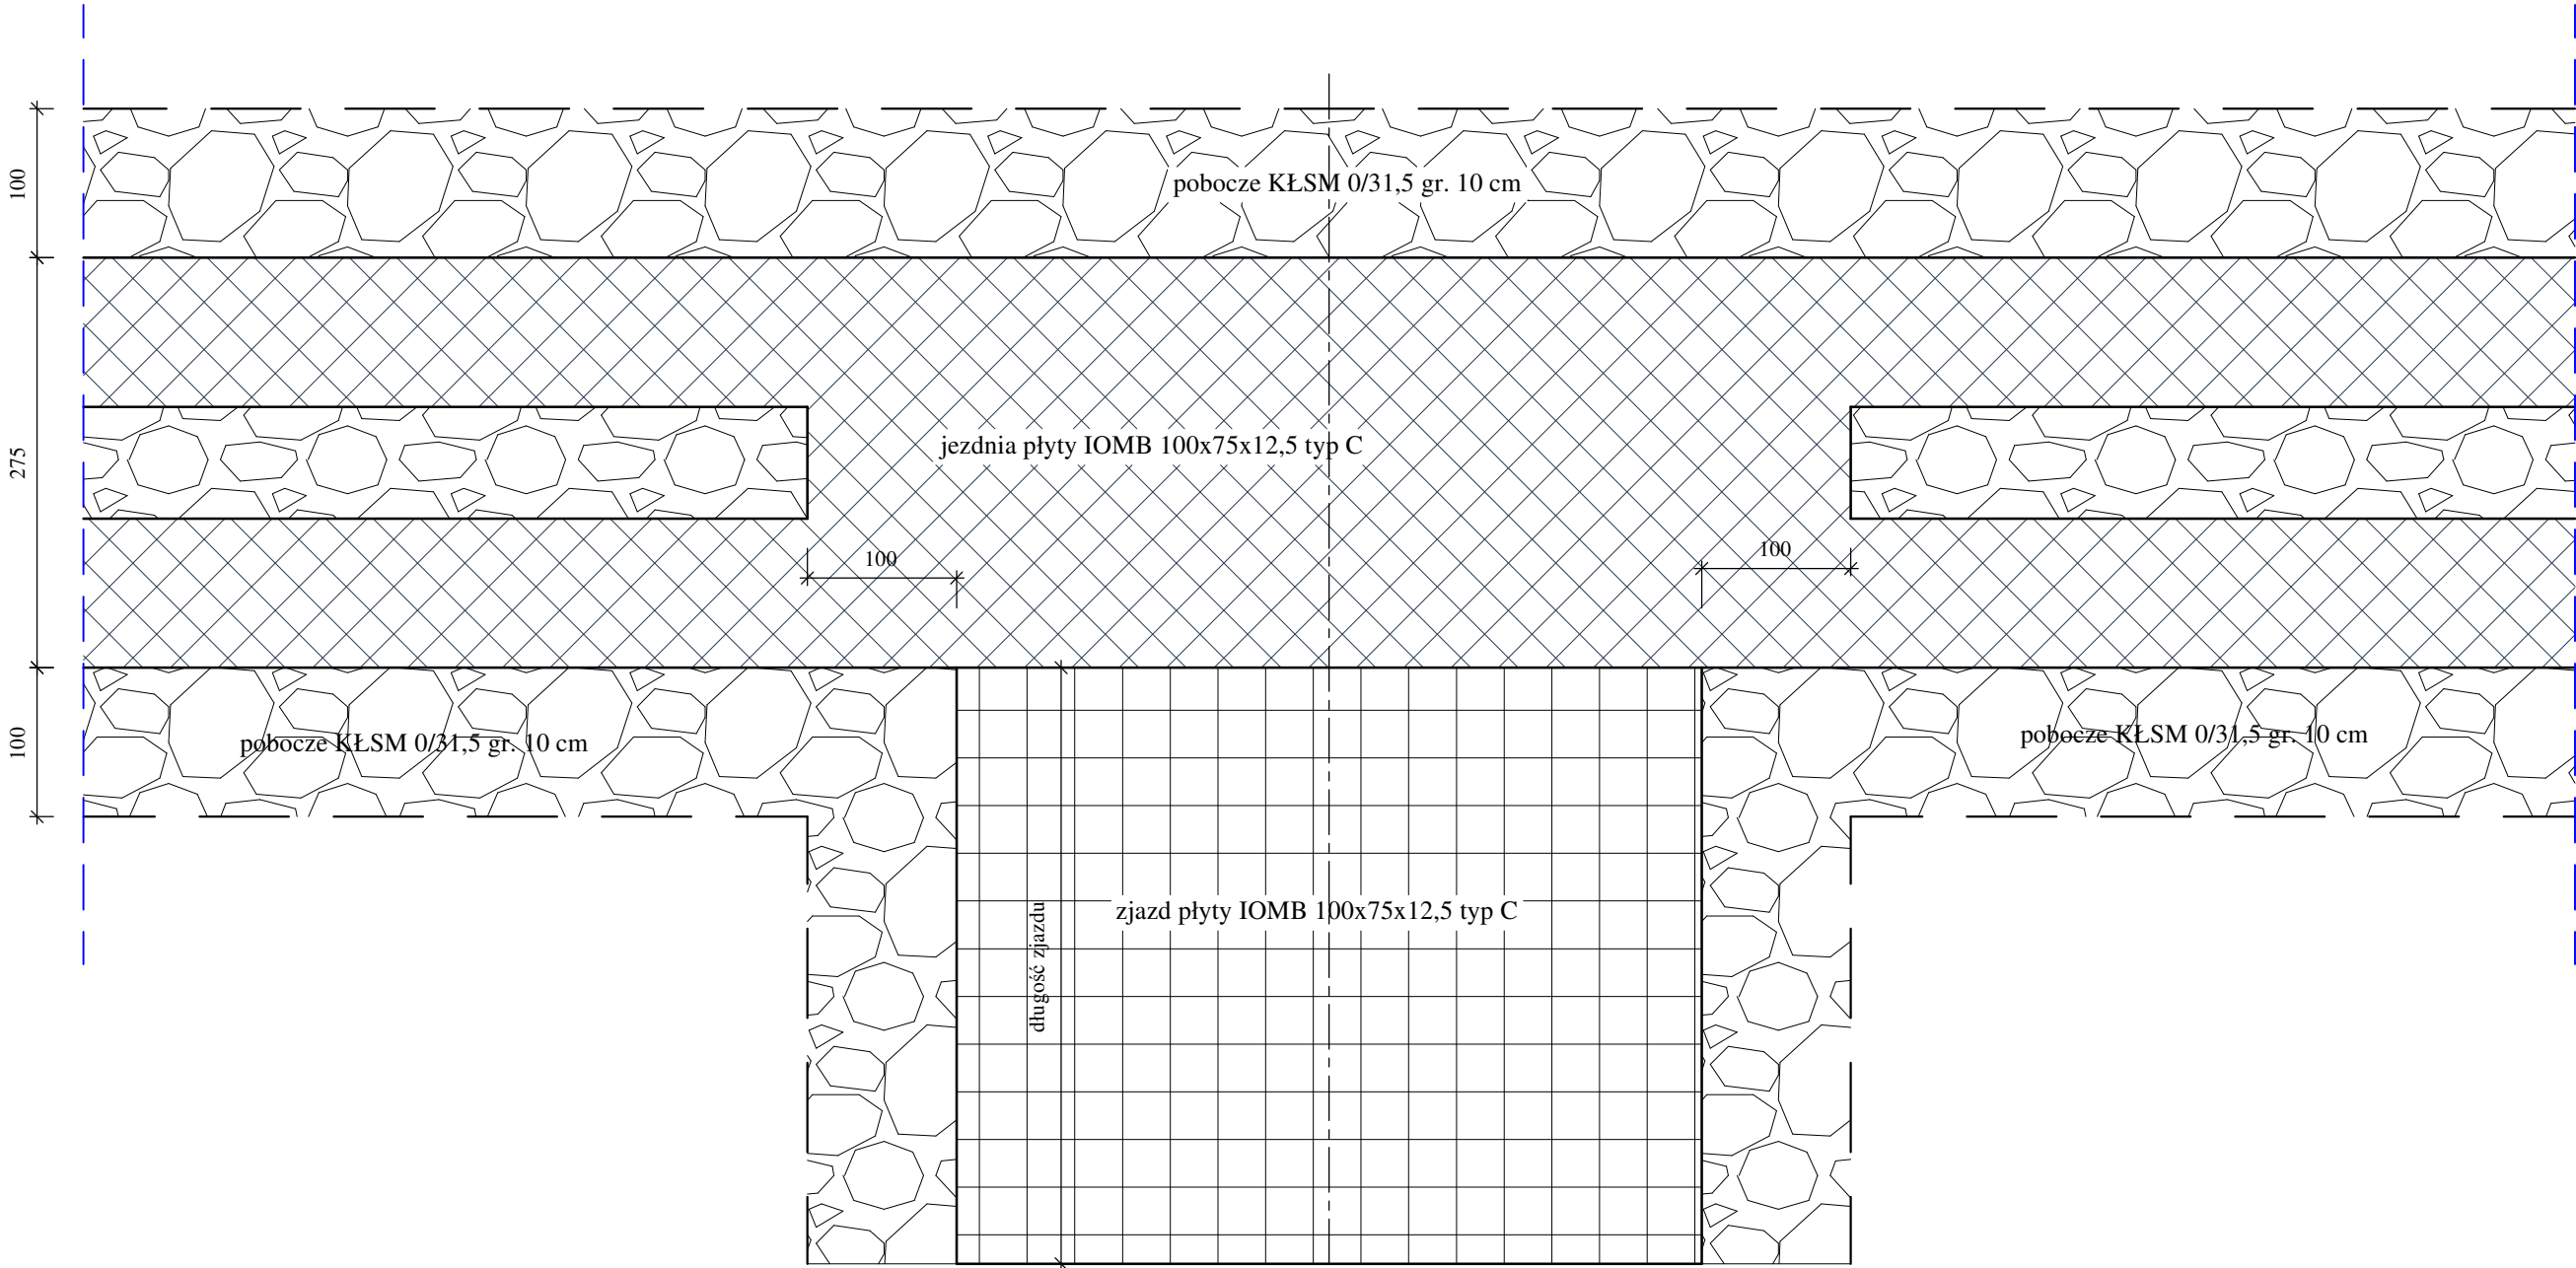 100
pobocze KŁSM 0/31,5 gr. 10 cm
275
jezdnia płyty IOMB 100x75x12,5 typ C
100
100
100
pobocze KŁSM 0/31,5 gr. 10 cm
pobocze KŁSM 0/31,5 gr. 10 cm
długość zjazdu
zjazd płyty IOMB 100x75x12,5 typ C